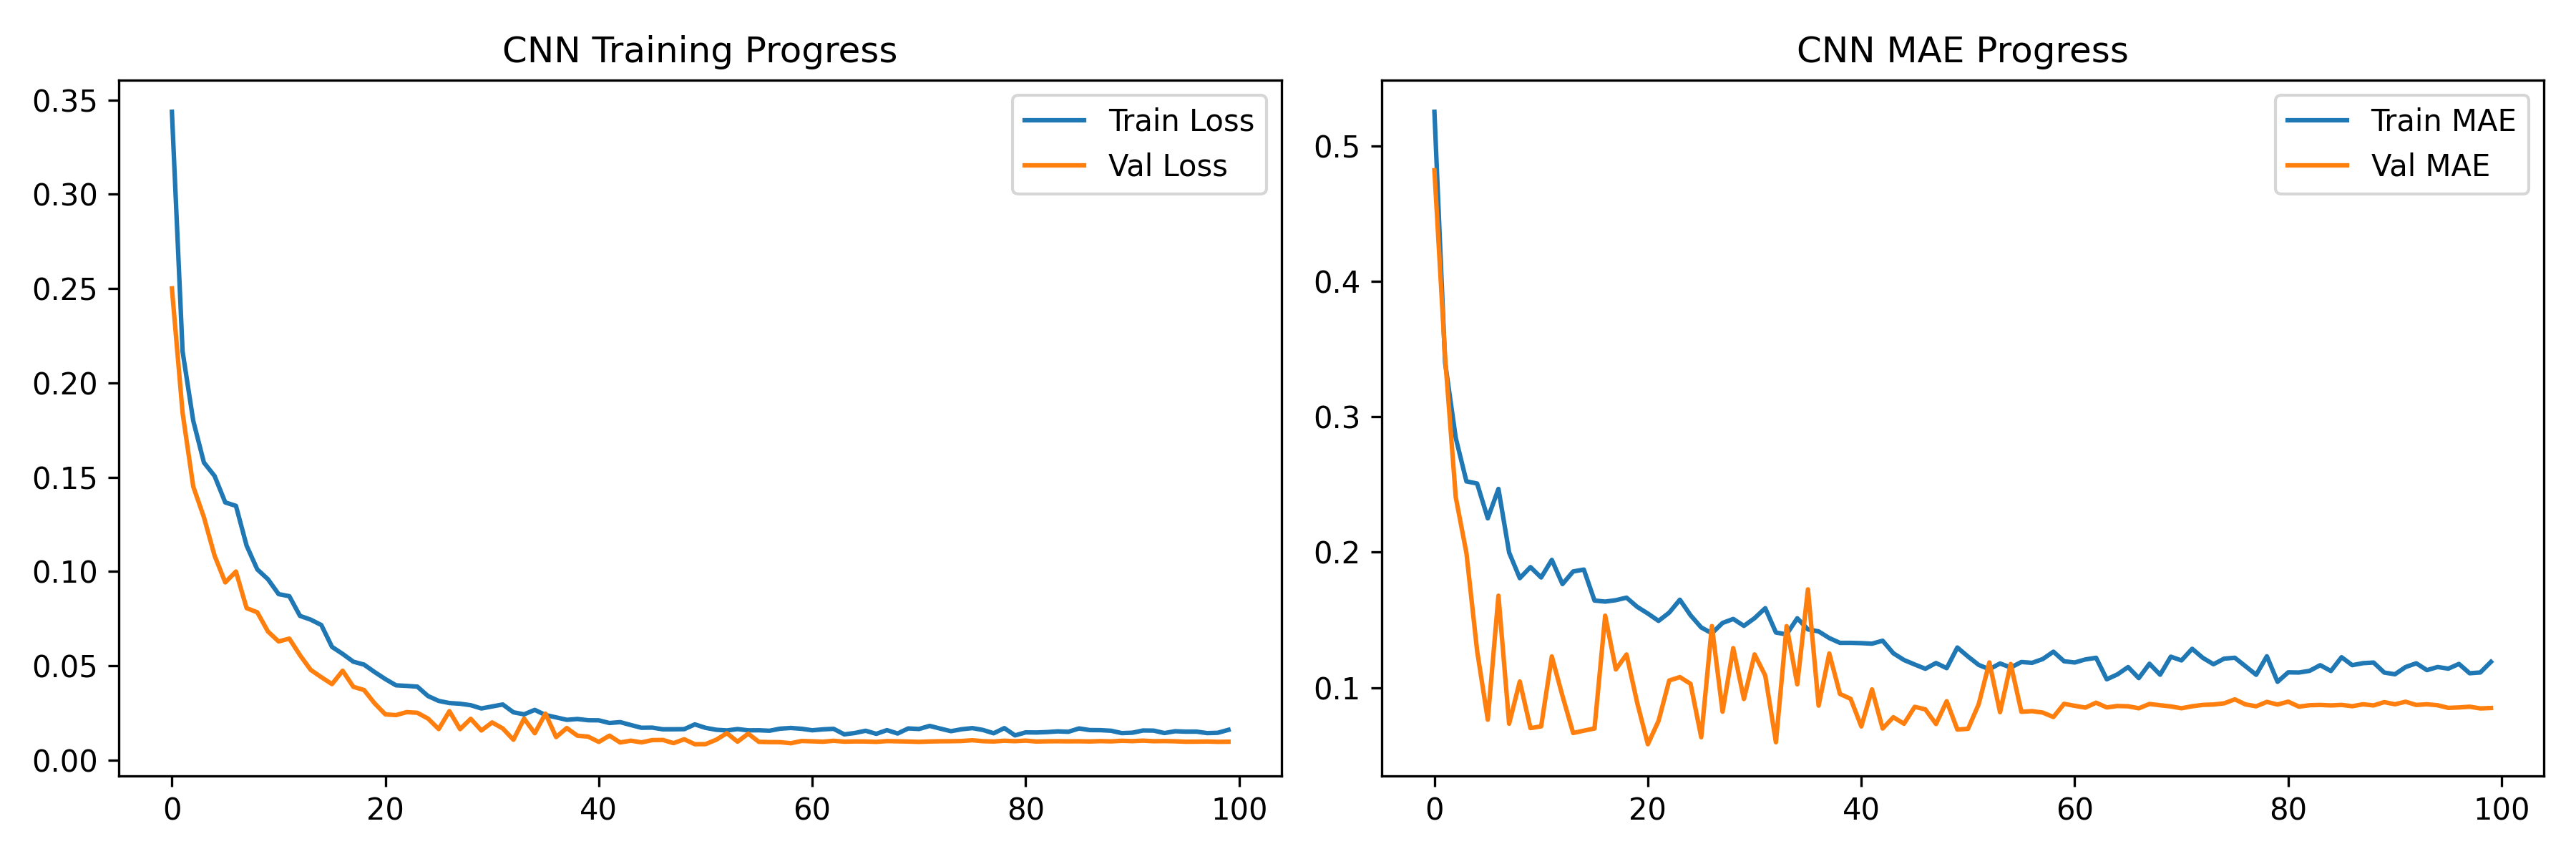 CNN Training Progress
0.35
0.30
0.25
0.20
0.15
0.10
0.05
0.00
0 20 40 60 80 100
Train Loss
Val Loss
CNN MAE Progress
0.5
0.4
0.3
0.2
0.1
0 20 40 60 80 100
Train MAE
Val MAE